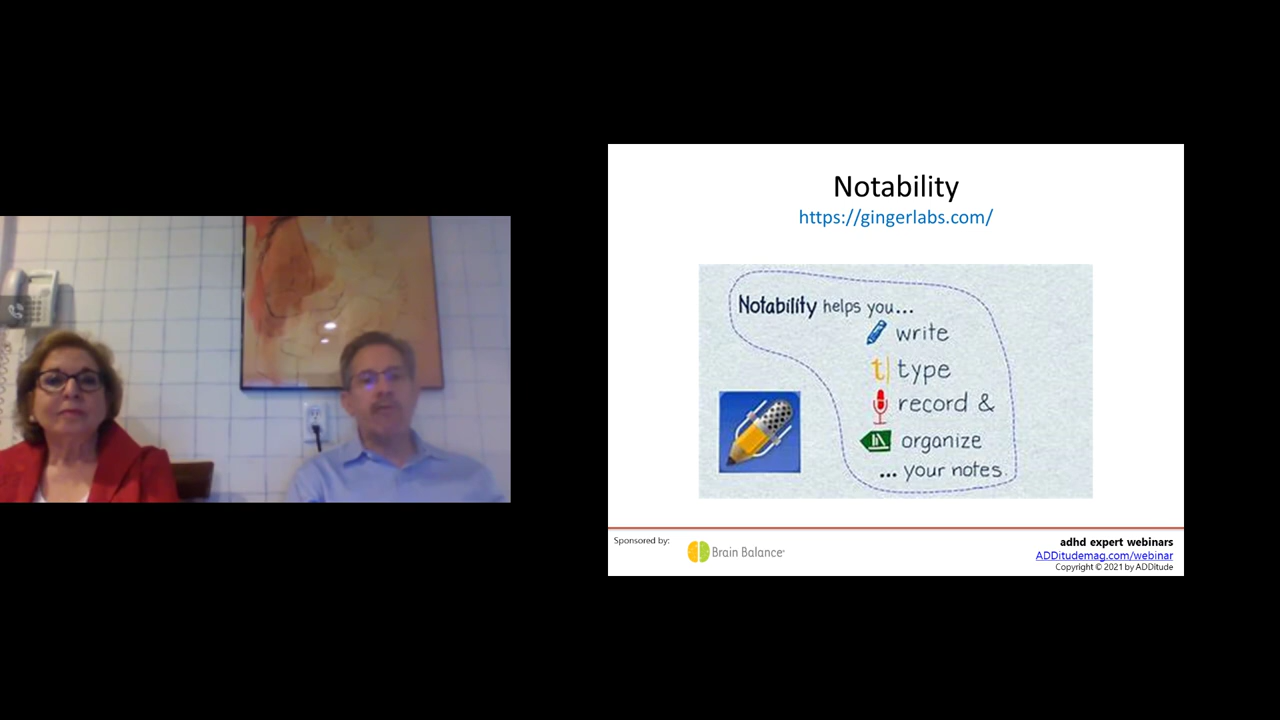 Notability
https://gingerlabs.com/
Notability helps you...
write
t| type
record &
organize
... your notes.
Sponsored by:
Brain Balance
adhd expert webinars
ADDitudemag.com/webinar
Copyright © 2021 by ADDitude